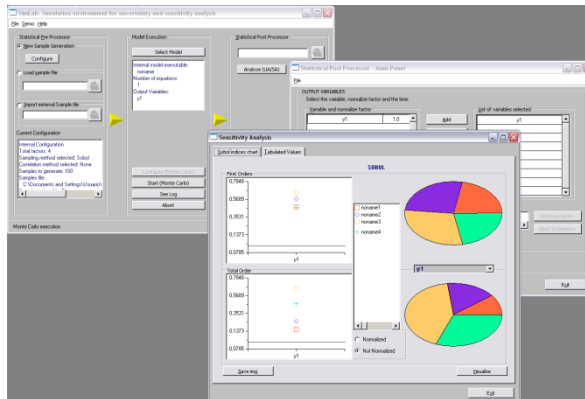 SimLab: Simulation environment for uncertainty and sensitivity analysis
File Demo Help
Statistical Pre Processor
New Sample Generation
Configure
Load sample file
Import external Sample file
Current Configuration
Internal Configuration
Total factors: 4
Sampling method selected: Sobol
Correlation method selected: None
Samples to generate: 160
Samples file:
C:\Documents and Settings\Usuario\
Monte Carlo execution
Model Execution
Select Model
Internal model executable:
noname
Number of equations:
1
Output Variables:
y1
Configure (Monte Carlo)
Start (Monte Carlo)
See Log
Abort
Statistical Post Processor
Analyse (UA/SA)
Statistical Post Processor - Main Panel
File
OUTPUT VARIABLES
Select the variable, normalize factor and the time
Variable and normalize factor
y1 1.0
Add
List of variables selected
y1
Add Expression
Exit
Sensitivity Analysis
Sobol indices chart Tabulated Values
SOBOL
First Orders
0,7848
0,5689
0,3531
0,1373
-0,0785
y1
noname1
noname2
noname3
noname4
Total Order
0,7848
0,5689
0,3531
0,1373
-0,0785
y1
y1
Normalized
Not Normalized
Save img
Visualise
Exit